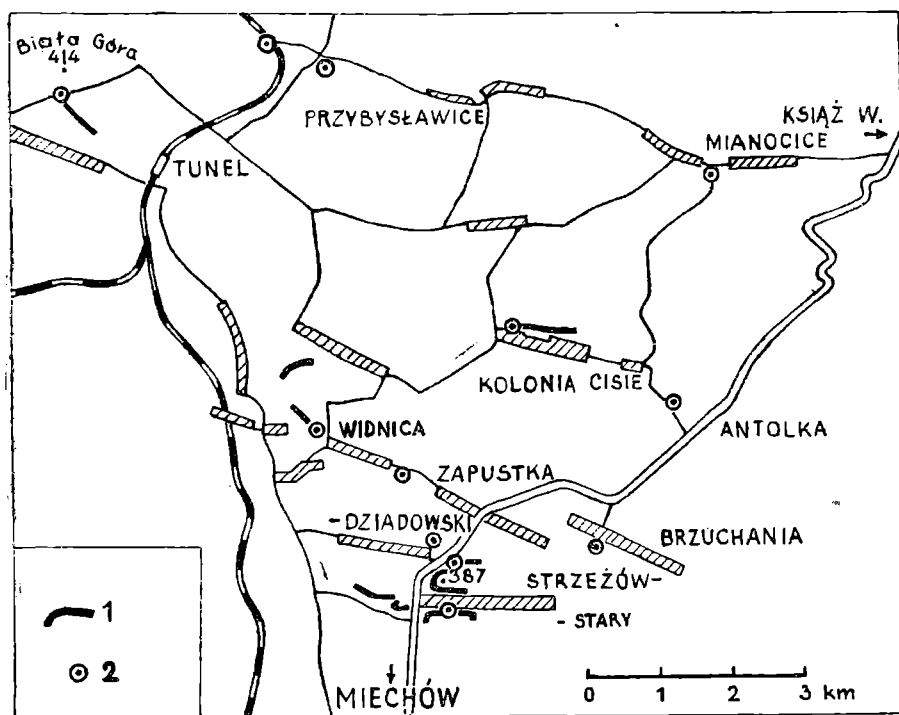 Biała Góra
414
PRZYBYSŁAWICE
KSIĄŻ W.
MIANOCICE
TUNEL
KOLONIA CISIE
ANTOLKA
WIDNICA
ZAPUSTKA
-DZIADOWSKI
BRZUCHANIA
387
STRZEŻÓW-
- STARY
MIECHÓW
1
2
0 1 2 3 km